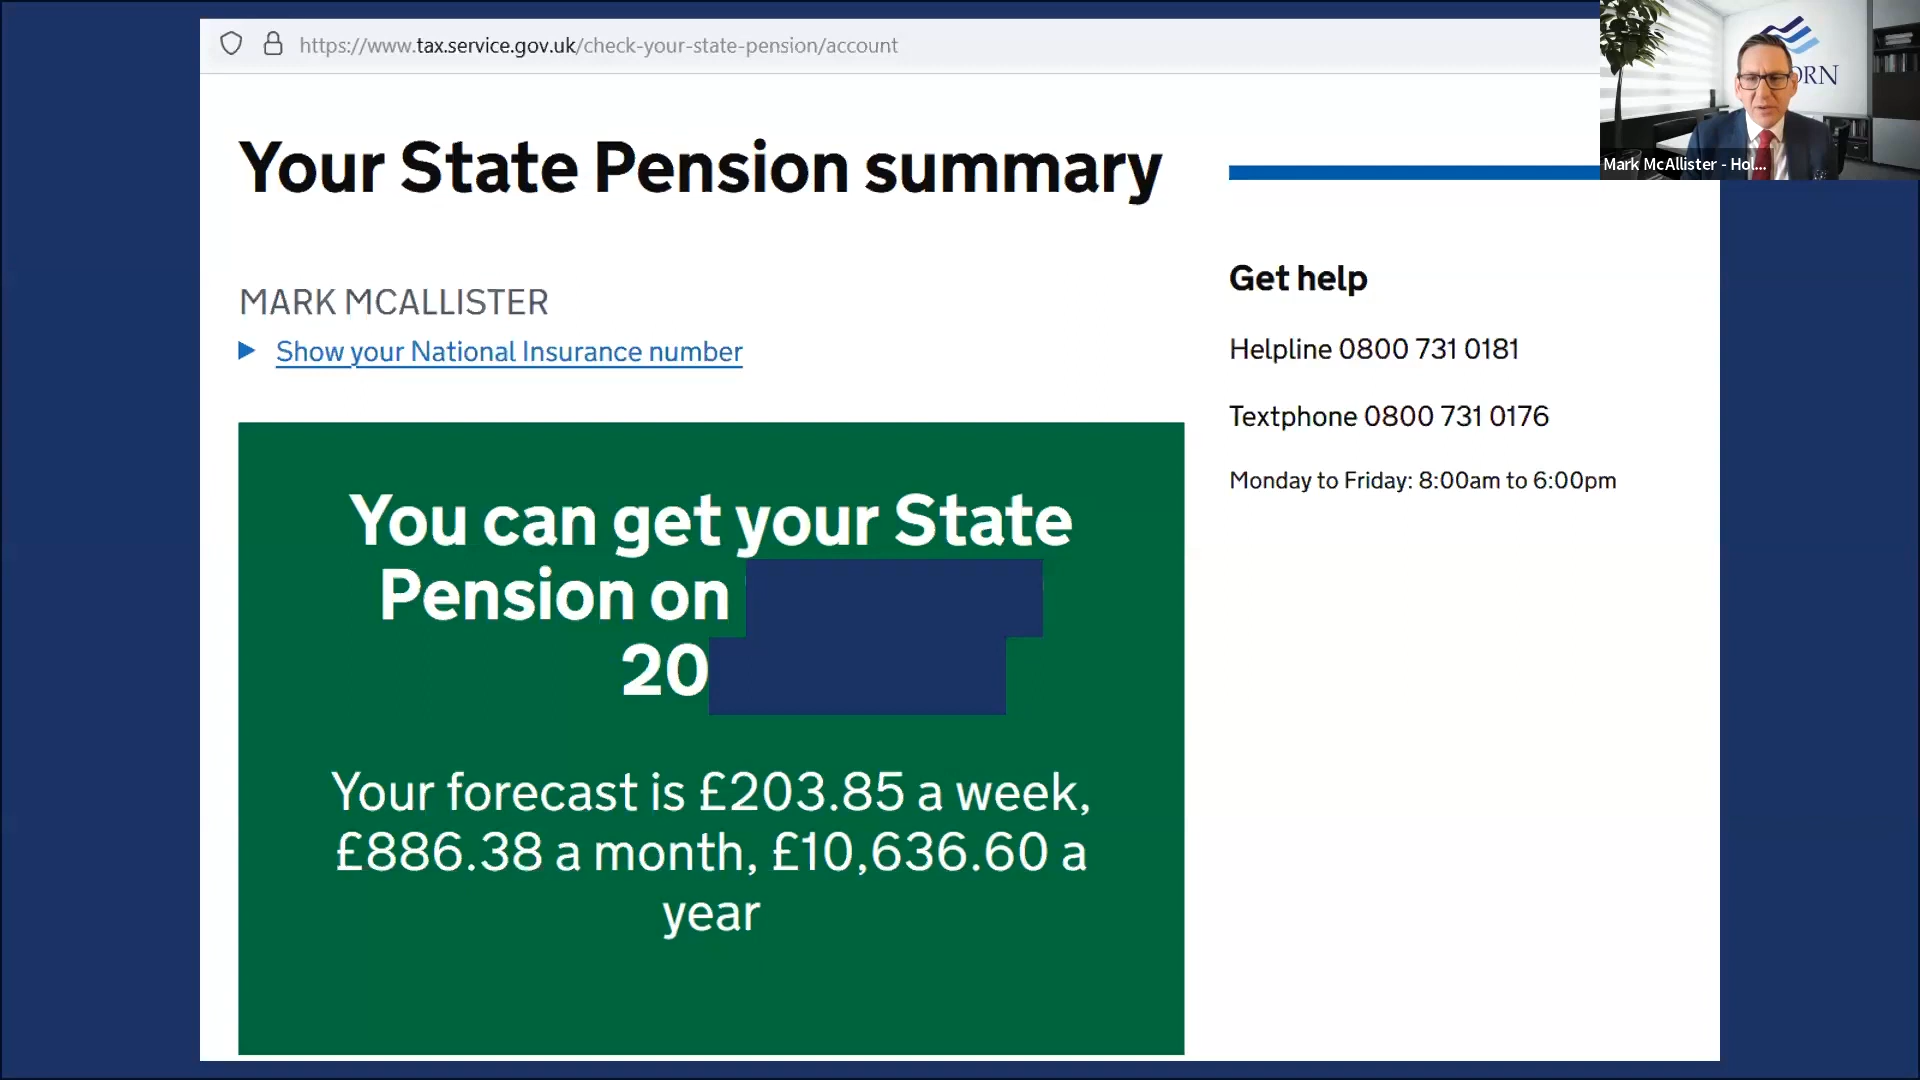 https://www.tax.service.gov.uk/check-your-state-pension/account
ORN
Mark McAllister - Hol...
Your State Pension summary
MARK MCALLISTER
Show your National Insurance number
You can get your State
Pension on
20
Your forecast is £203.85 a week,
£886.38 a month, £10,636.60 a
year
Get help
Helpline 0800 731 0181
Textphone 0800 731 0176
Monday to Friday: 8:00am to 6:00pm